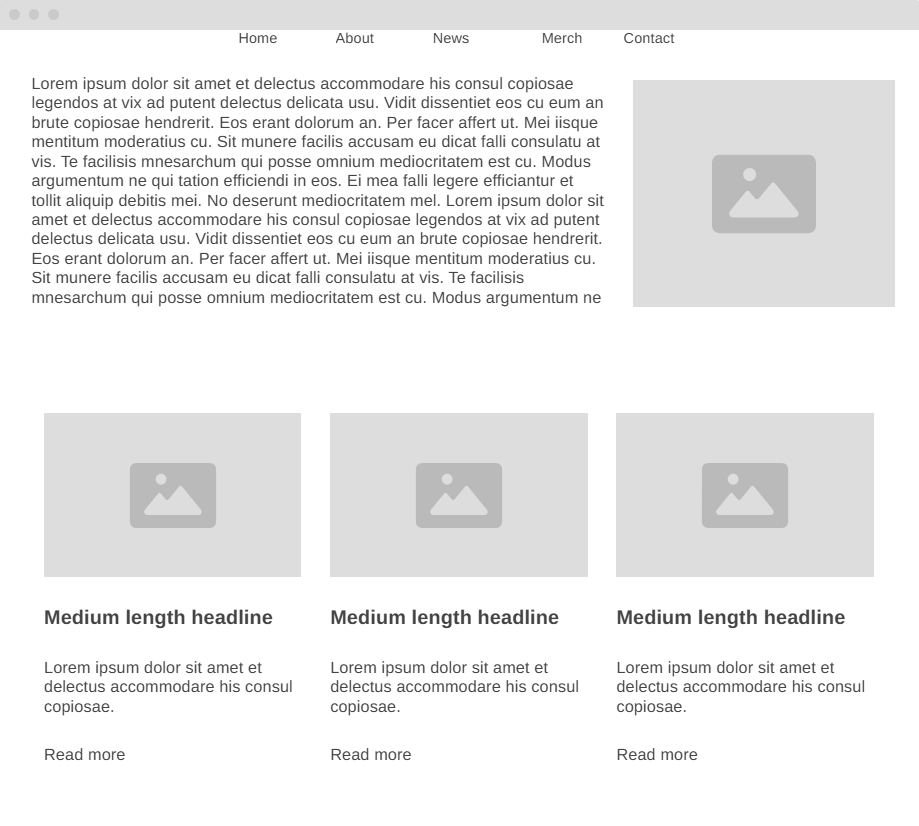 Home About News Merch Contact
Lorem ipsum dolor sit amet et delectus accommodare his consul copiosae
legendos at vix ad putent delectus delicata usu. Vidit dissentiet eos cu eum an
brute copiosae hendrerit. Eos erant dolorum an. Per facer affert ut. Mei iisque
mentitum moderatius cu. Sit munere facilis accusam eu dicat falli consulatu at
vis. Te facilisis mnesarchum qui posse omnium mediocritatem est cu. Modus
argumentum ne qui tation efficiendi in eos. Ei mea falli legere efficiantur et
tollit aliquip debitis mei. No deserunt mediocritatem mel. Lorem ipsum dolor sit
amet et delectus accommodare his consul copiosae legendos at vix ad putent
delectus delicata usu. Vidit dissentiet eos cu eum an brute copiosae hendrerit.
Eos erant dolorum an. Per facer affert ut. Mei iisque mentitum moderatius cu.
Sit munere facilis accusam eu dicat falli consulatu at vis. Te facilisis
mnesarchum qui posse omnium mediocritatem est cu. Modus argumentum ne
Medium length headline
Lorem ipsum dolor sit amet et
delectus accommodare his consul
copiosae.
Read more
Medium length headline
Lorem ipsum dolor sit amet et
delectus accommodare his consul
copiosae.
Read more
Medium length headline
Lorem ipsum dolor sit amet et
delectus accommodare his consul
copiosae.
Read more